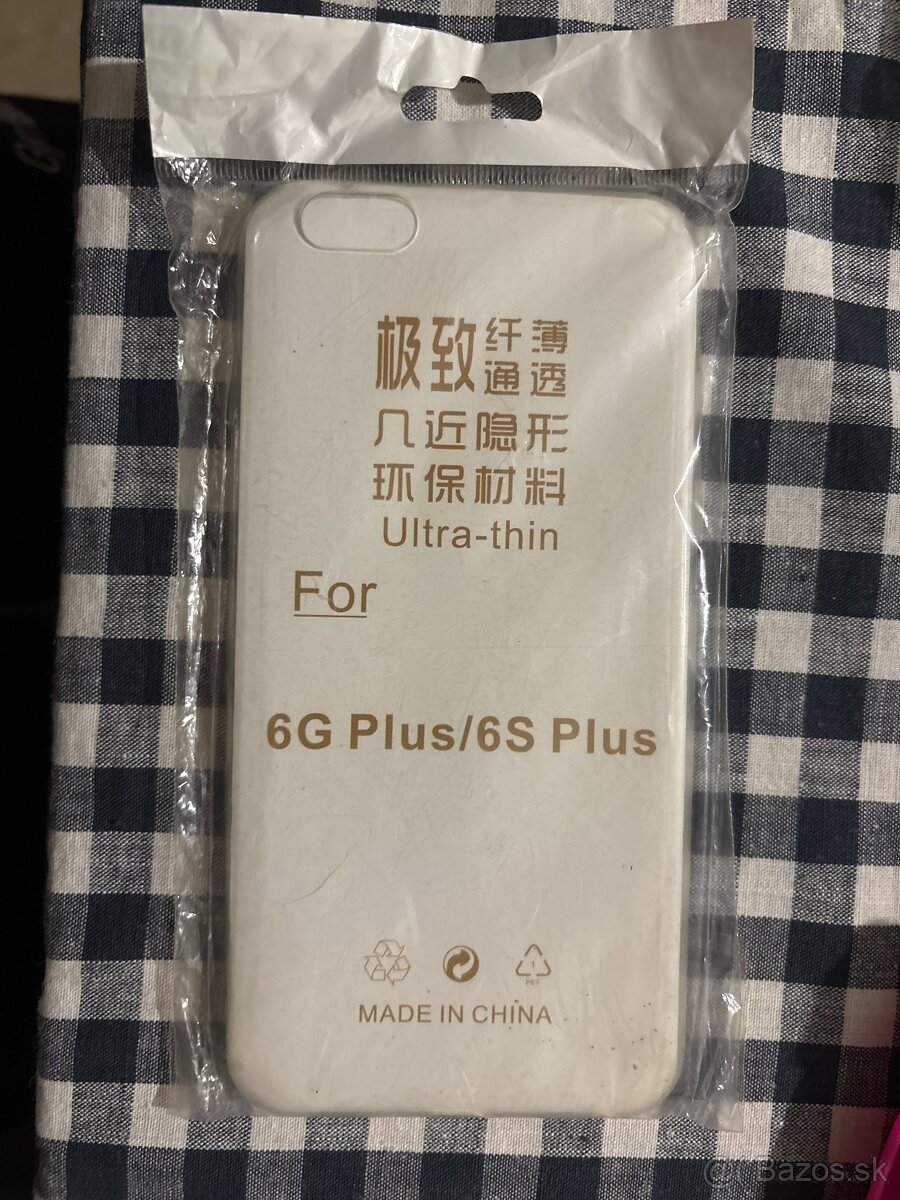 极致纤薄
通透
几近隐形
环保材料
Ultra-thin
For
6G Plus/6S Plus
PET
MADE IN CHINA
Bazos.sk